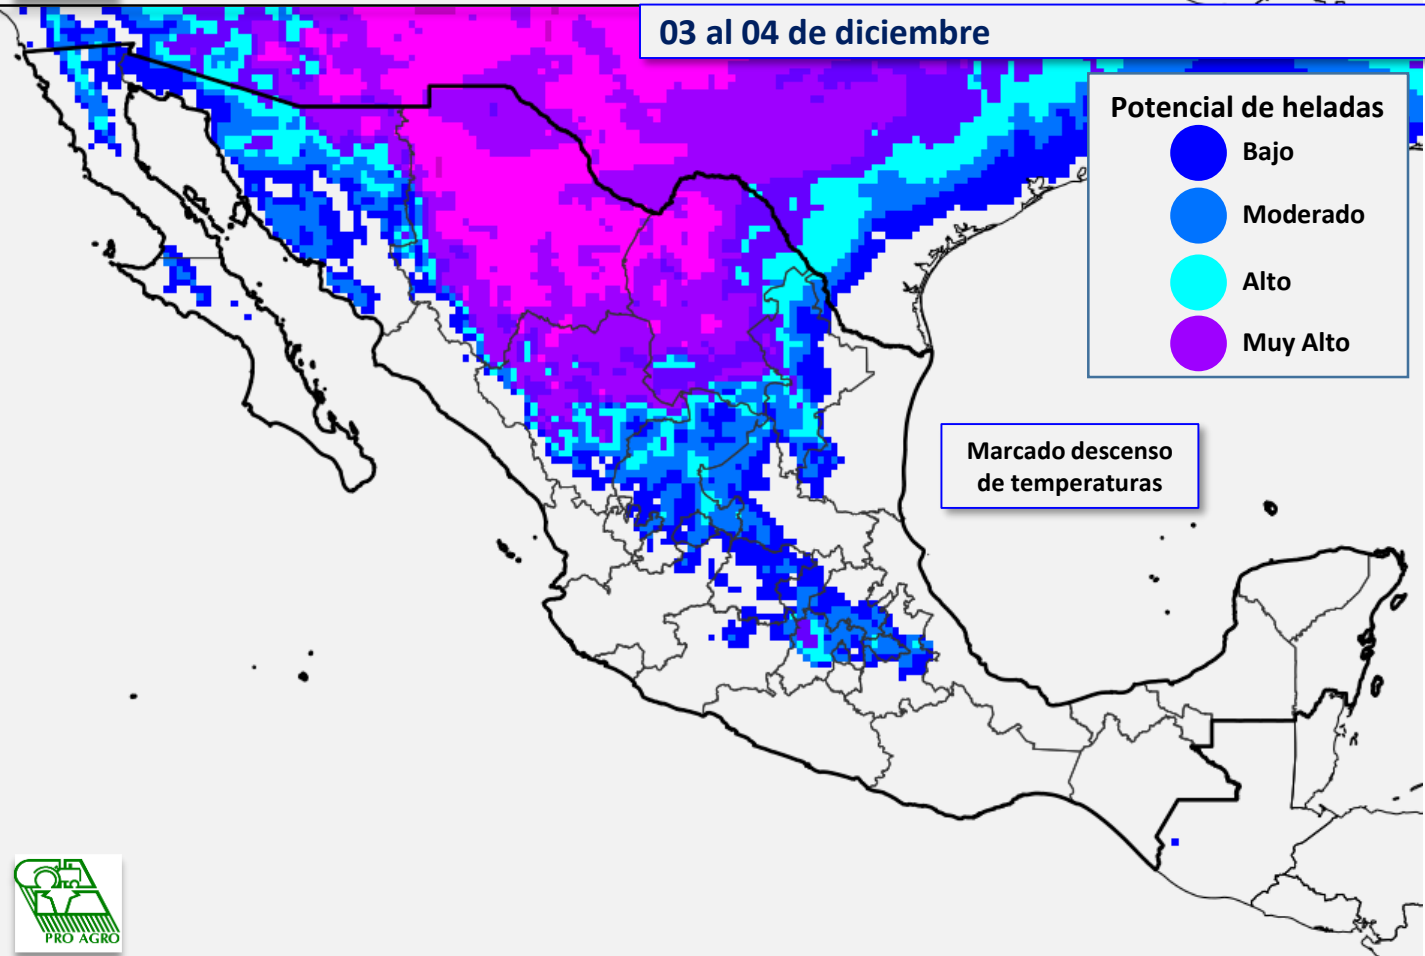 03 al 04 de diciembre
Potencial de heladas
Bajo
Moderado
Alto
Muy Alto
Marcado descenso
de temperaturas
PRO AGRO